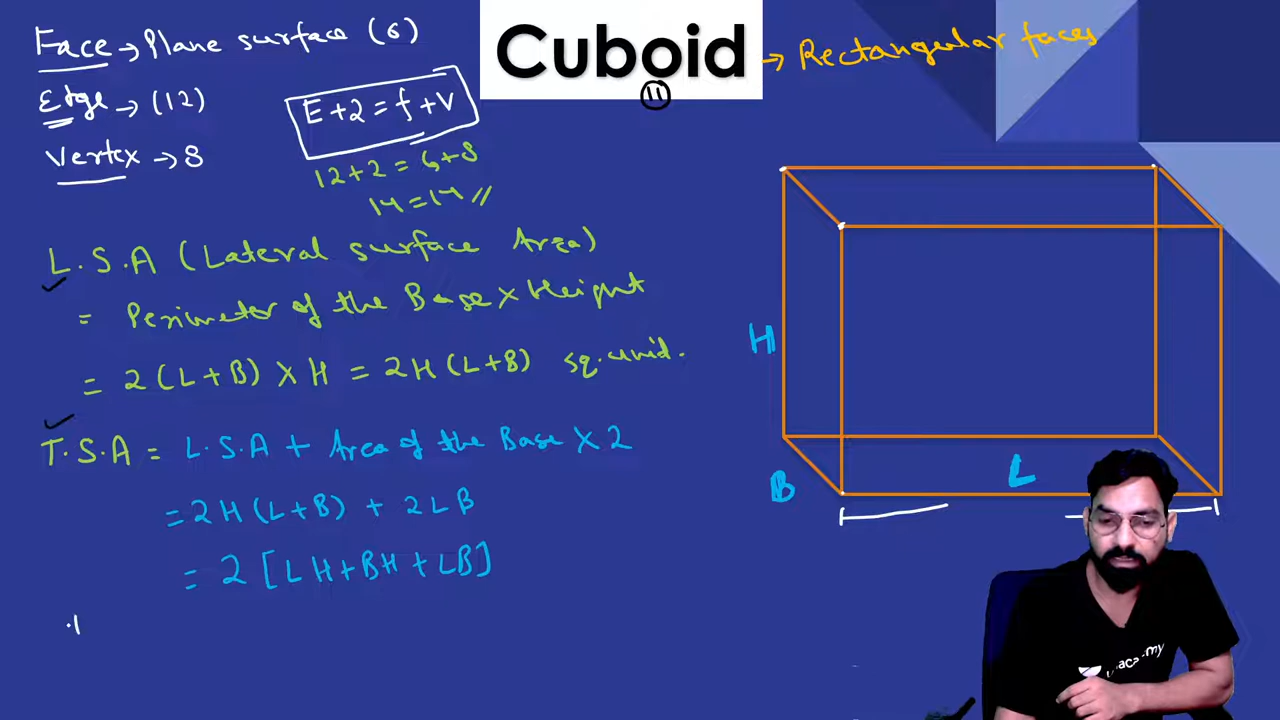 Cuboid → Rectangular faces
11
Face → Plane surface (6)
Edge → (12)
Vertex → 8
E + 2 = f + V
12 + 2 = 6 + 8
14 = 14 //
L.S.A (Lateral surface Area)
= Perimeter of the Base × Height
= 2(L+B) × H = 2H(L+B) sq. unid.
T.S.A = L.S.A + Area of the Base × 2
= 2H(L+B) + 2LB
= 2[LH+BH+LB]
H
B
L